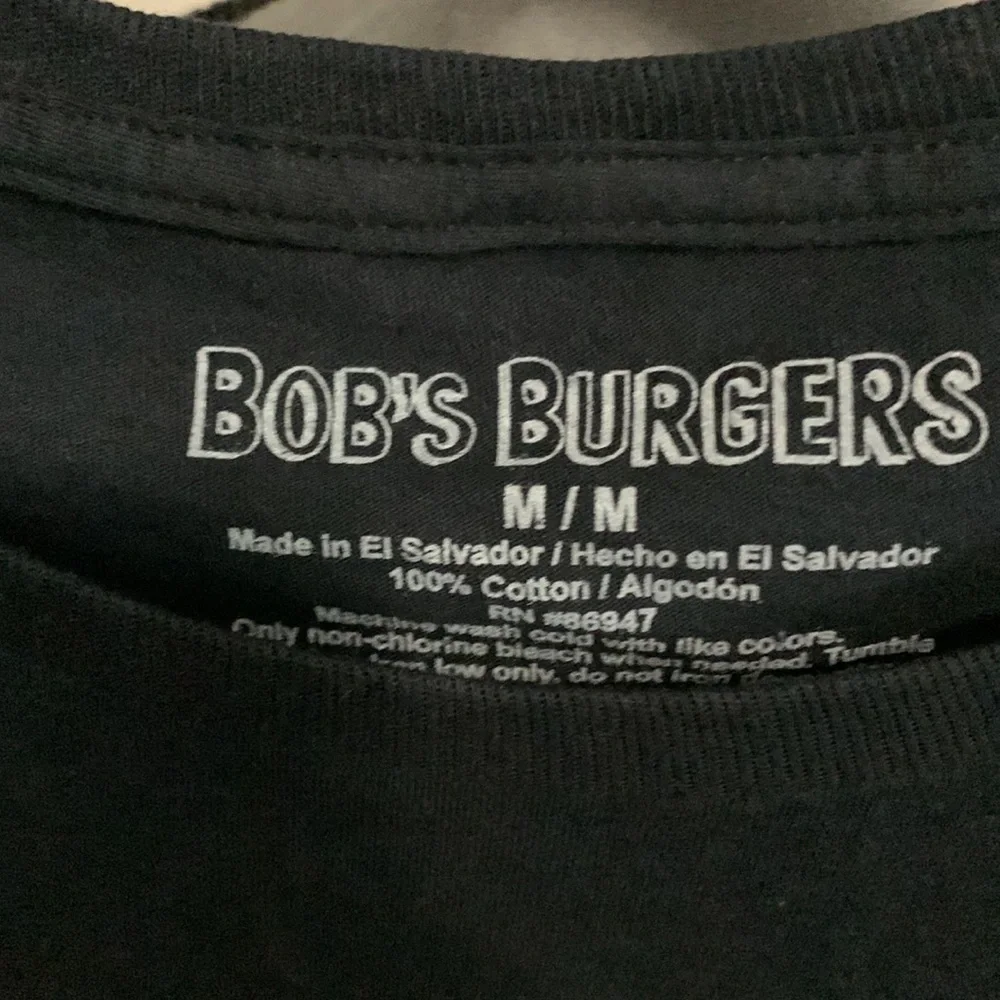 BOB'S BURGERS
M / M
Made in El Salvador / Hecho en El Salvador
100% Cotton / Algodón
RN #86947
Machine wash cold with like colors.
Only non-chlorine bleach when needed. Tumble
low only, do not iron